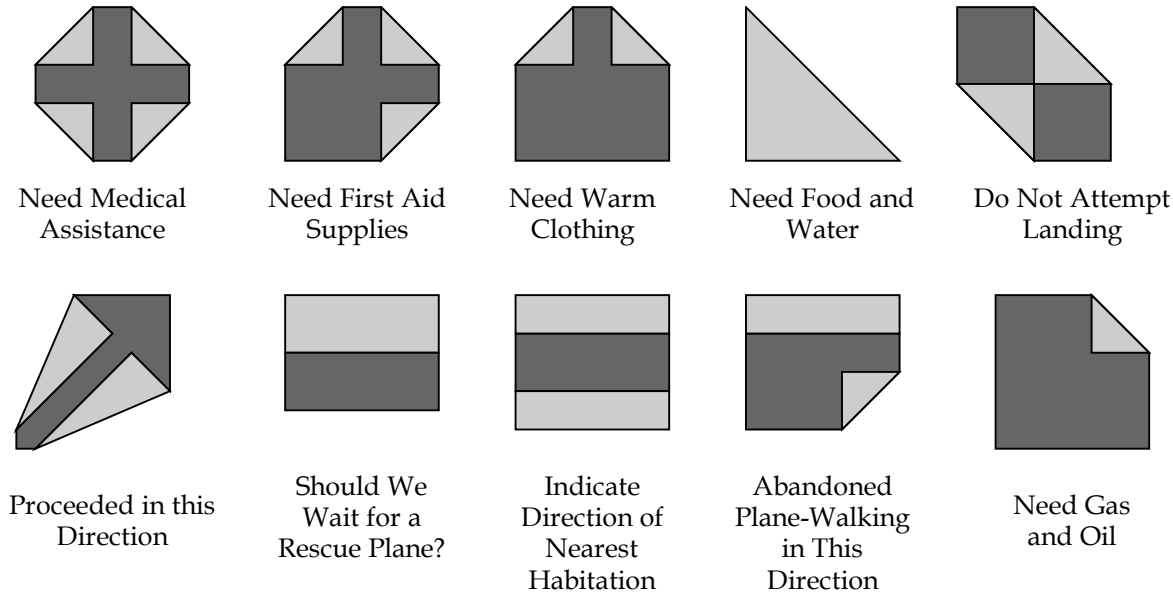 Need Medical
Assistance
Need First Aid
Supplies
Need Warm
Clothing
Need Food and
Water
Do Not Attempt
Landing
Proceeded in this
Direction
Should We
Wait for a
Rescue Plane?
Indicate
Direction of
Nearest
Habitation
Abandoned
Plane-Walking
in This
Direction
Need Gas
and Oil